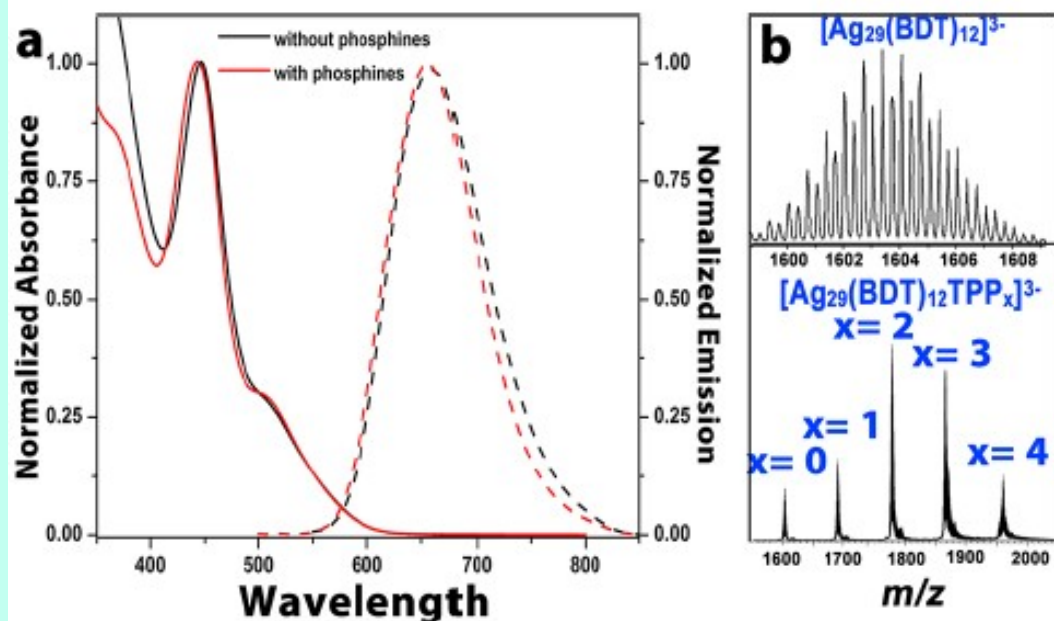 a
without phosphines
with phosphines
1.00
0.75
0.50
0.25
0.00
Normalized Absorbance
1.00
0.75
0.50
0.25
0.00
Normalized Emission
400 500 600 700 800
Wavelength
b
[Ag29(BDT)12]3-
1600 1602 1604 1606 1608
[Ag29(BDT)12TPPx]3-
x= 2
x= 3
x= 1
x= 4
x= 0
1600 1700 1800 1900 2000
m/z